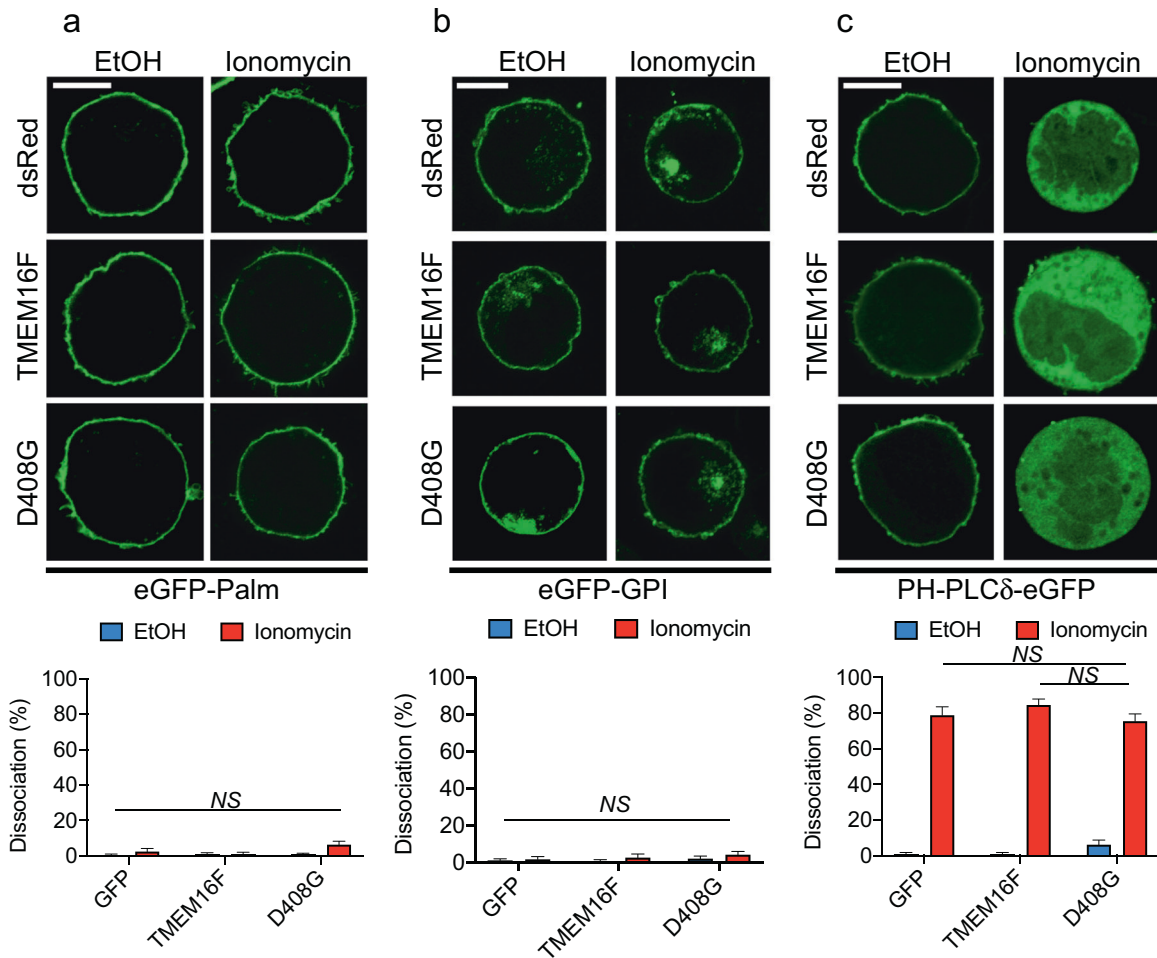 a
EtOH Ionomycin
dsRed
TMEM16F
D408G
eGFP-Palm
EtOH Ionomycin
Dissociation (%)
100
80
60
40
20
0
NS
GFP
TMEM16F
D408G
b
EtOH Ionomycin
dsRed
TMEM16F
D408G
eGFP-GPI
EtOH Ionomycin
Dissociation (%)
100
80
60
40
20
0
NS
GFP
TMEM16F
D408G
c
EtOH Ionomycin
dsRed
TMEM16F
D408G
PH-PLCδ-eGFP
EtOH Ionomycin
Dissociation (%)
100
80
60
40
20
0
NS
NS
GFP
TMEM16F
D408G